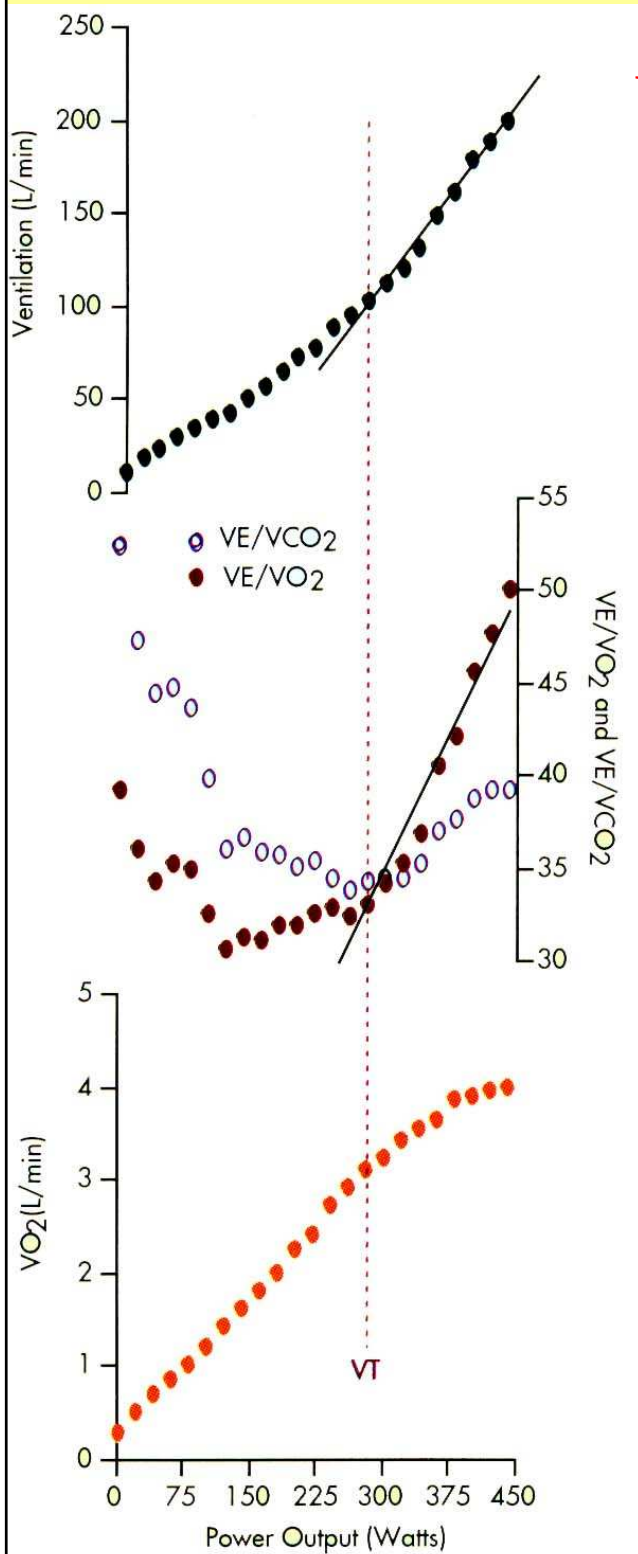 250
200
150
100
50
0
Ventilation (L/min)
VE/VCO2
VE/VO2
55
50
45
40
35
30
VE/VO2 and VE/VCO2
5
4
3
2
1
0
VO2(L/min)
VT
0 75 150 225 300 375 450
Power Output (Watts)